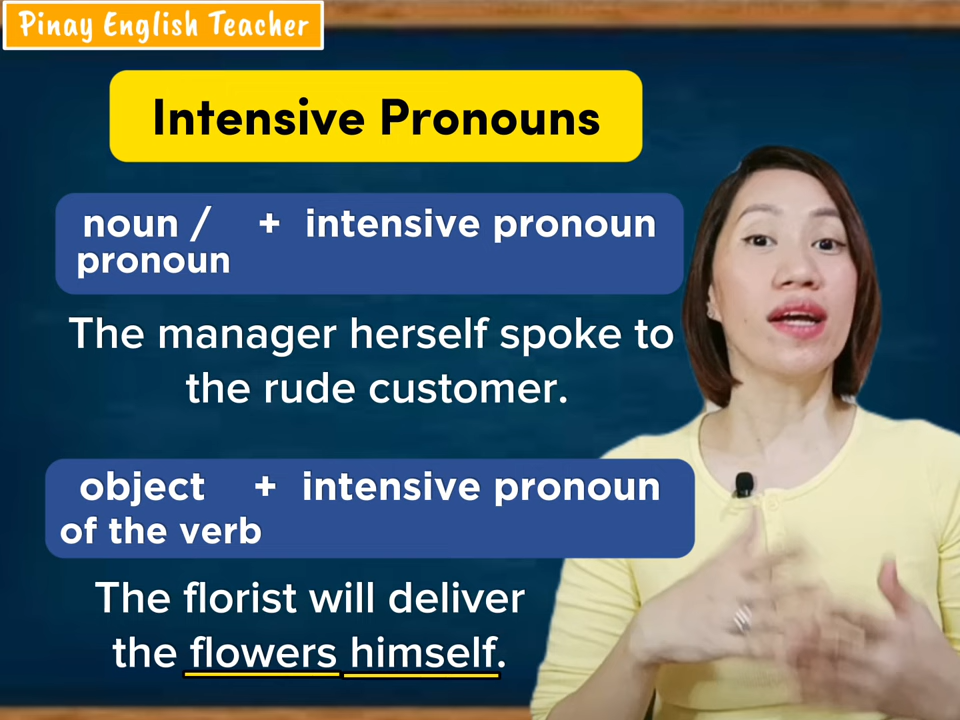 Pinay English Teacher
Intensive Pronouns
noun / + intensive pronoun
pronoun
The manager herself spoke to
the rude customer.
object + intensive pronoun
of the verb
The florist will deliver
the flowers himself.